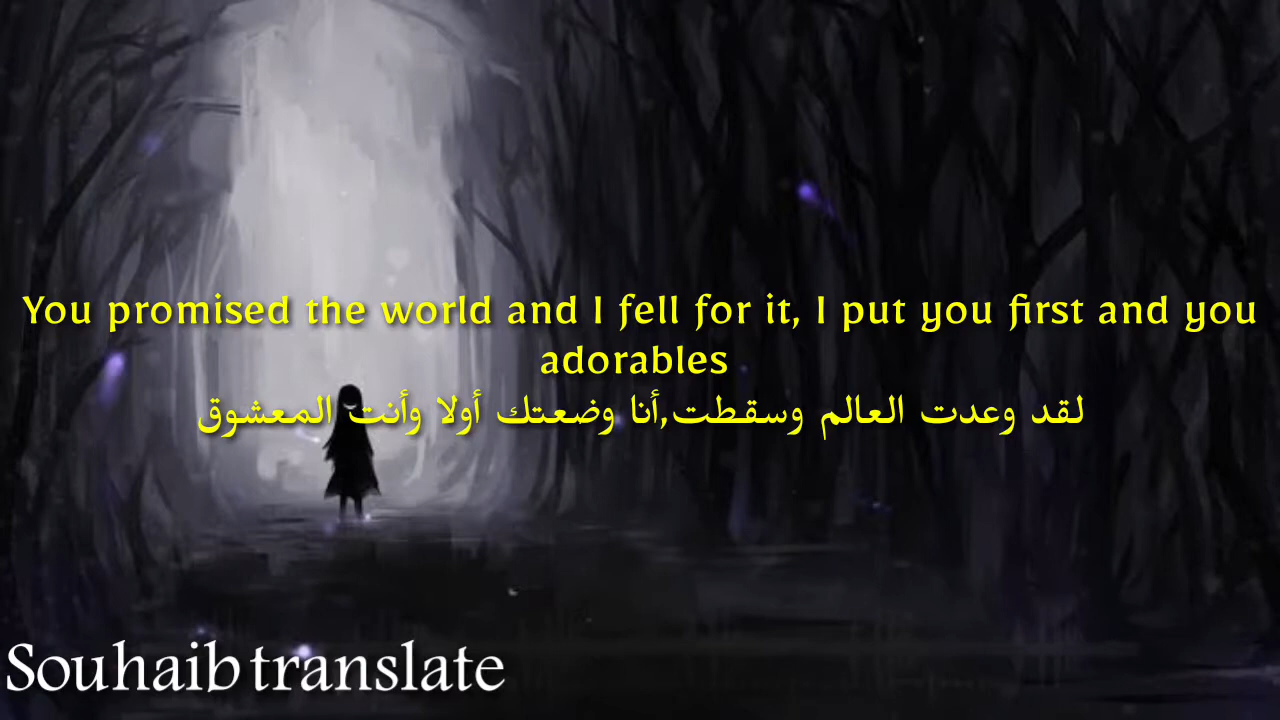 You promised the world and I fell for it, I put you first and you
adorables
لقد وعدت العالم وسقطت,أنا وضعتك أولا وأنت المعشوق
Souhaib translate